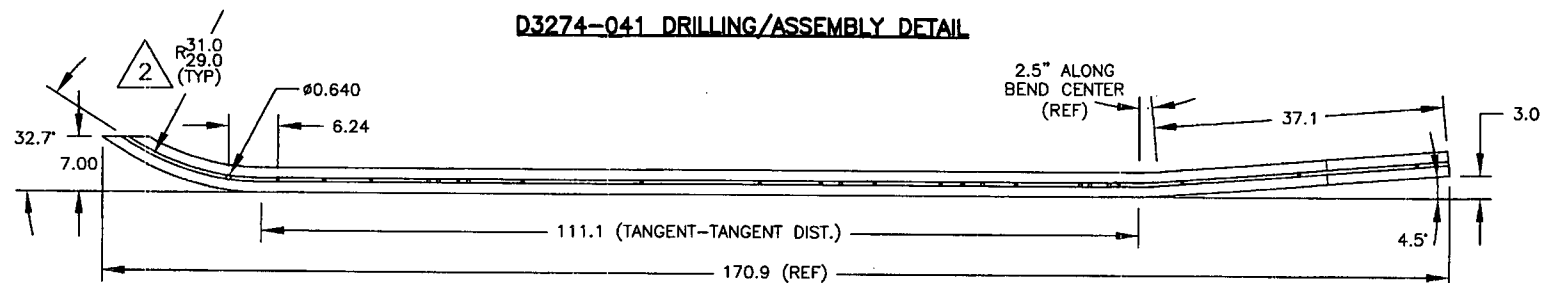 D3274-041 DRILLING/ASSEMBLY DETAIL
2
R31.0
29.0
(TYP)
Ø0.640
2.5" ALONG
BEND CENTER
(REF)
6.24
37.1
3.0
32.7°
7.00
111.1 (TANGENT-TANGENT DIST.)
4.5°
170.9 (REF)